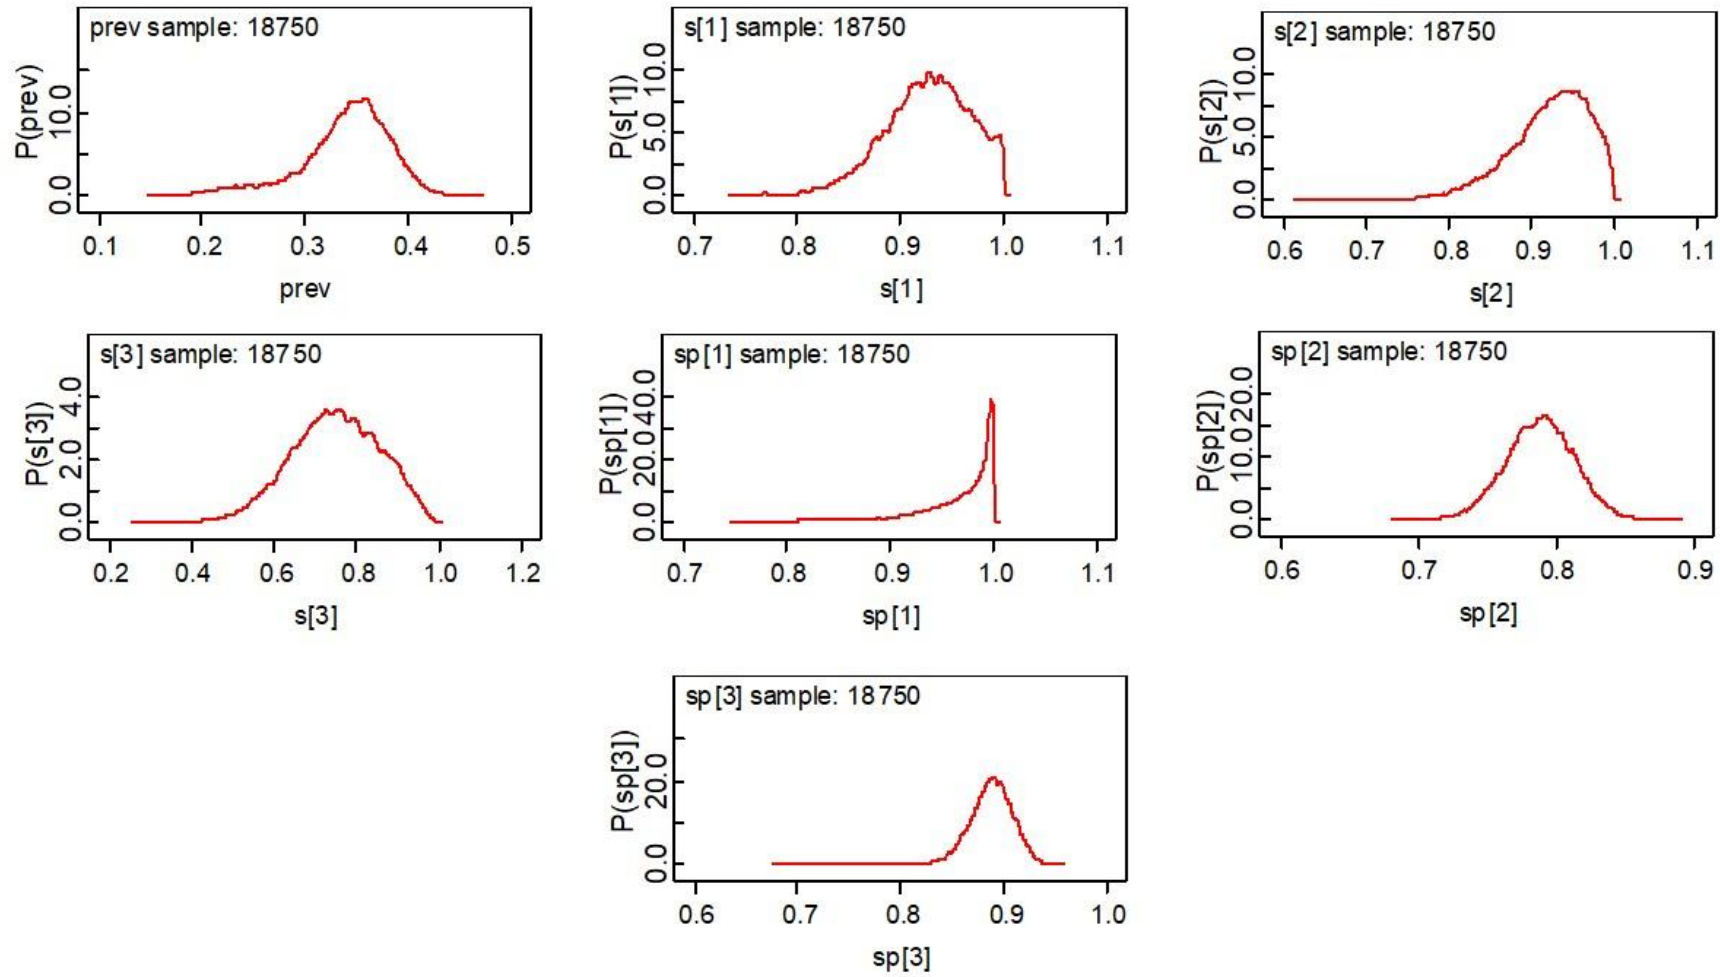 prev sample: 18750
P(prev)
10.0
0.0
0.1 0.2 0.3 0.4 0.5
prev
s[1] sample: 18750
P(s[1])
10.0
5.0
0.0
0.7 0.8 0.9 1.0 1.1
s[1]
s[2] sample: 18750
P(s[2])
10.0
5.0
0.0
0.6 0.7 0.8 0.9 1.0 1.1
s[2]
s[3] sample: 18750
P(s[3])
4.0
2.0
0.0
0.2 0.4 0.6 0.8 1.0 1.2
s[3]
sp[1] sample: 18750
P(sp[1])
40.0
20.0
0.0
0.7 0.8 0.9 1.0 1.1
sp[1]
sp[2] sample: 18750
P(sp[2])
20.0
10.0
0.0
0.6 0.7 0.8 0.9
sp[2]
sp[3] sample: 18750
P(sp[3])
20.0
0.0
0.6 0.7 0.8 0.9 1.0
sp[3]